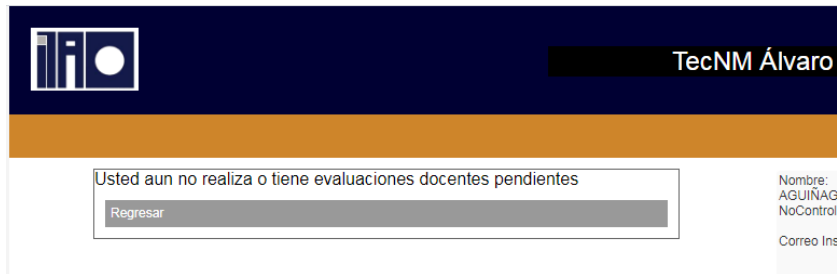 TecNM Álvaro
Usted aun no realiza o tiene evaluaciones docentes pendientes
Regresar
Nombre:
AGUIÑAG
NoControl
Correo Ins